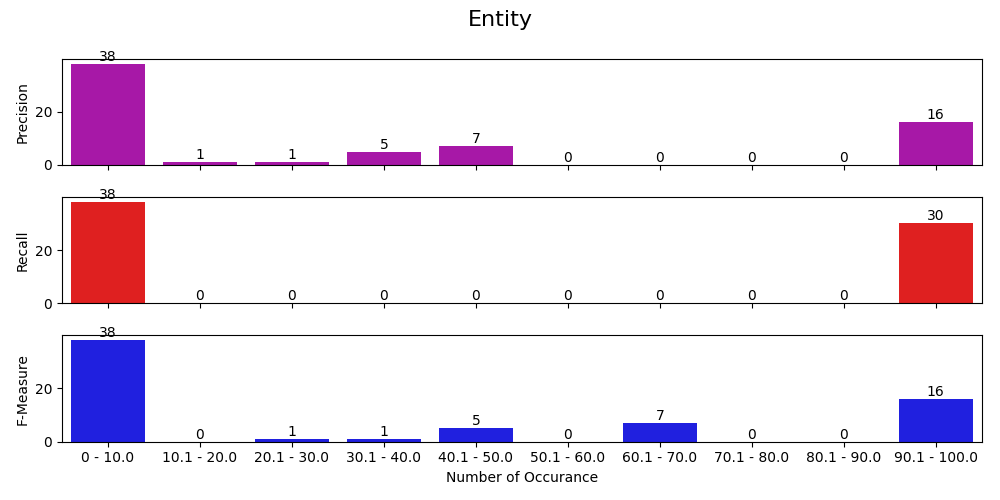 Entity
38 1 1 5 7 0 0 0 0 16
Precision
20
0
38 0 0 0 0 0 0 0 0 30
Recall
20
0
38 0 1 1 5 0 7 0 0 16
F-Measure
20
0
0 - 10.0 10.1 - 20.0 20.1 - 30.0 30.1 - 40.0 40.1 - 50.0 50.1 - 60.0 60.1 - 70.0 70.1 - 80.0 80.1 - 90.0 90.1 - 100.0
Number of Occurance